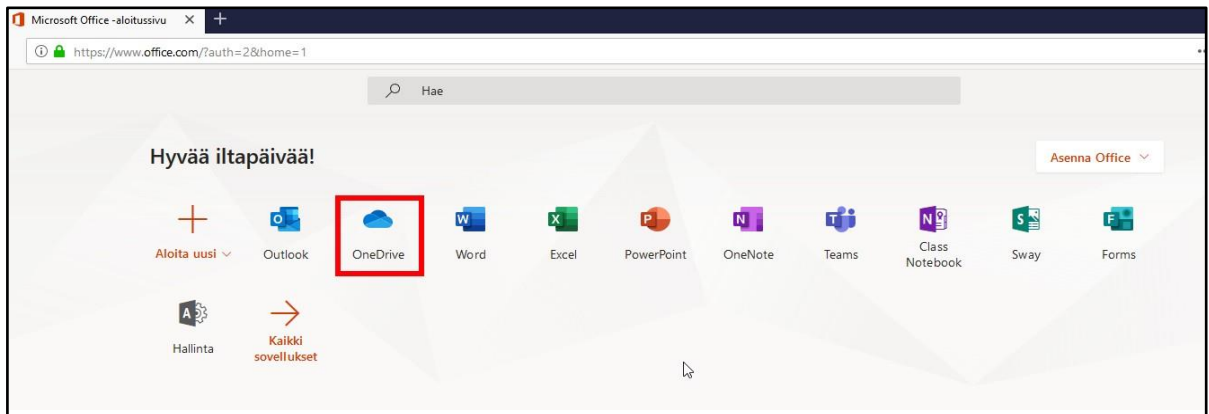 Microsoft Office -aloitussivu
https://www.office.com/?auth=2&home=1
Hae
Hyvää iltapäivää!
Asenna Office
Aloita uusi
Outlook
OneDrive
Word
Excel
PowerPoint
OneNote
Teams
Class
Notebook
Sway
Forms
Hallinta
Kaikki
sovellukset